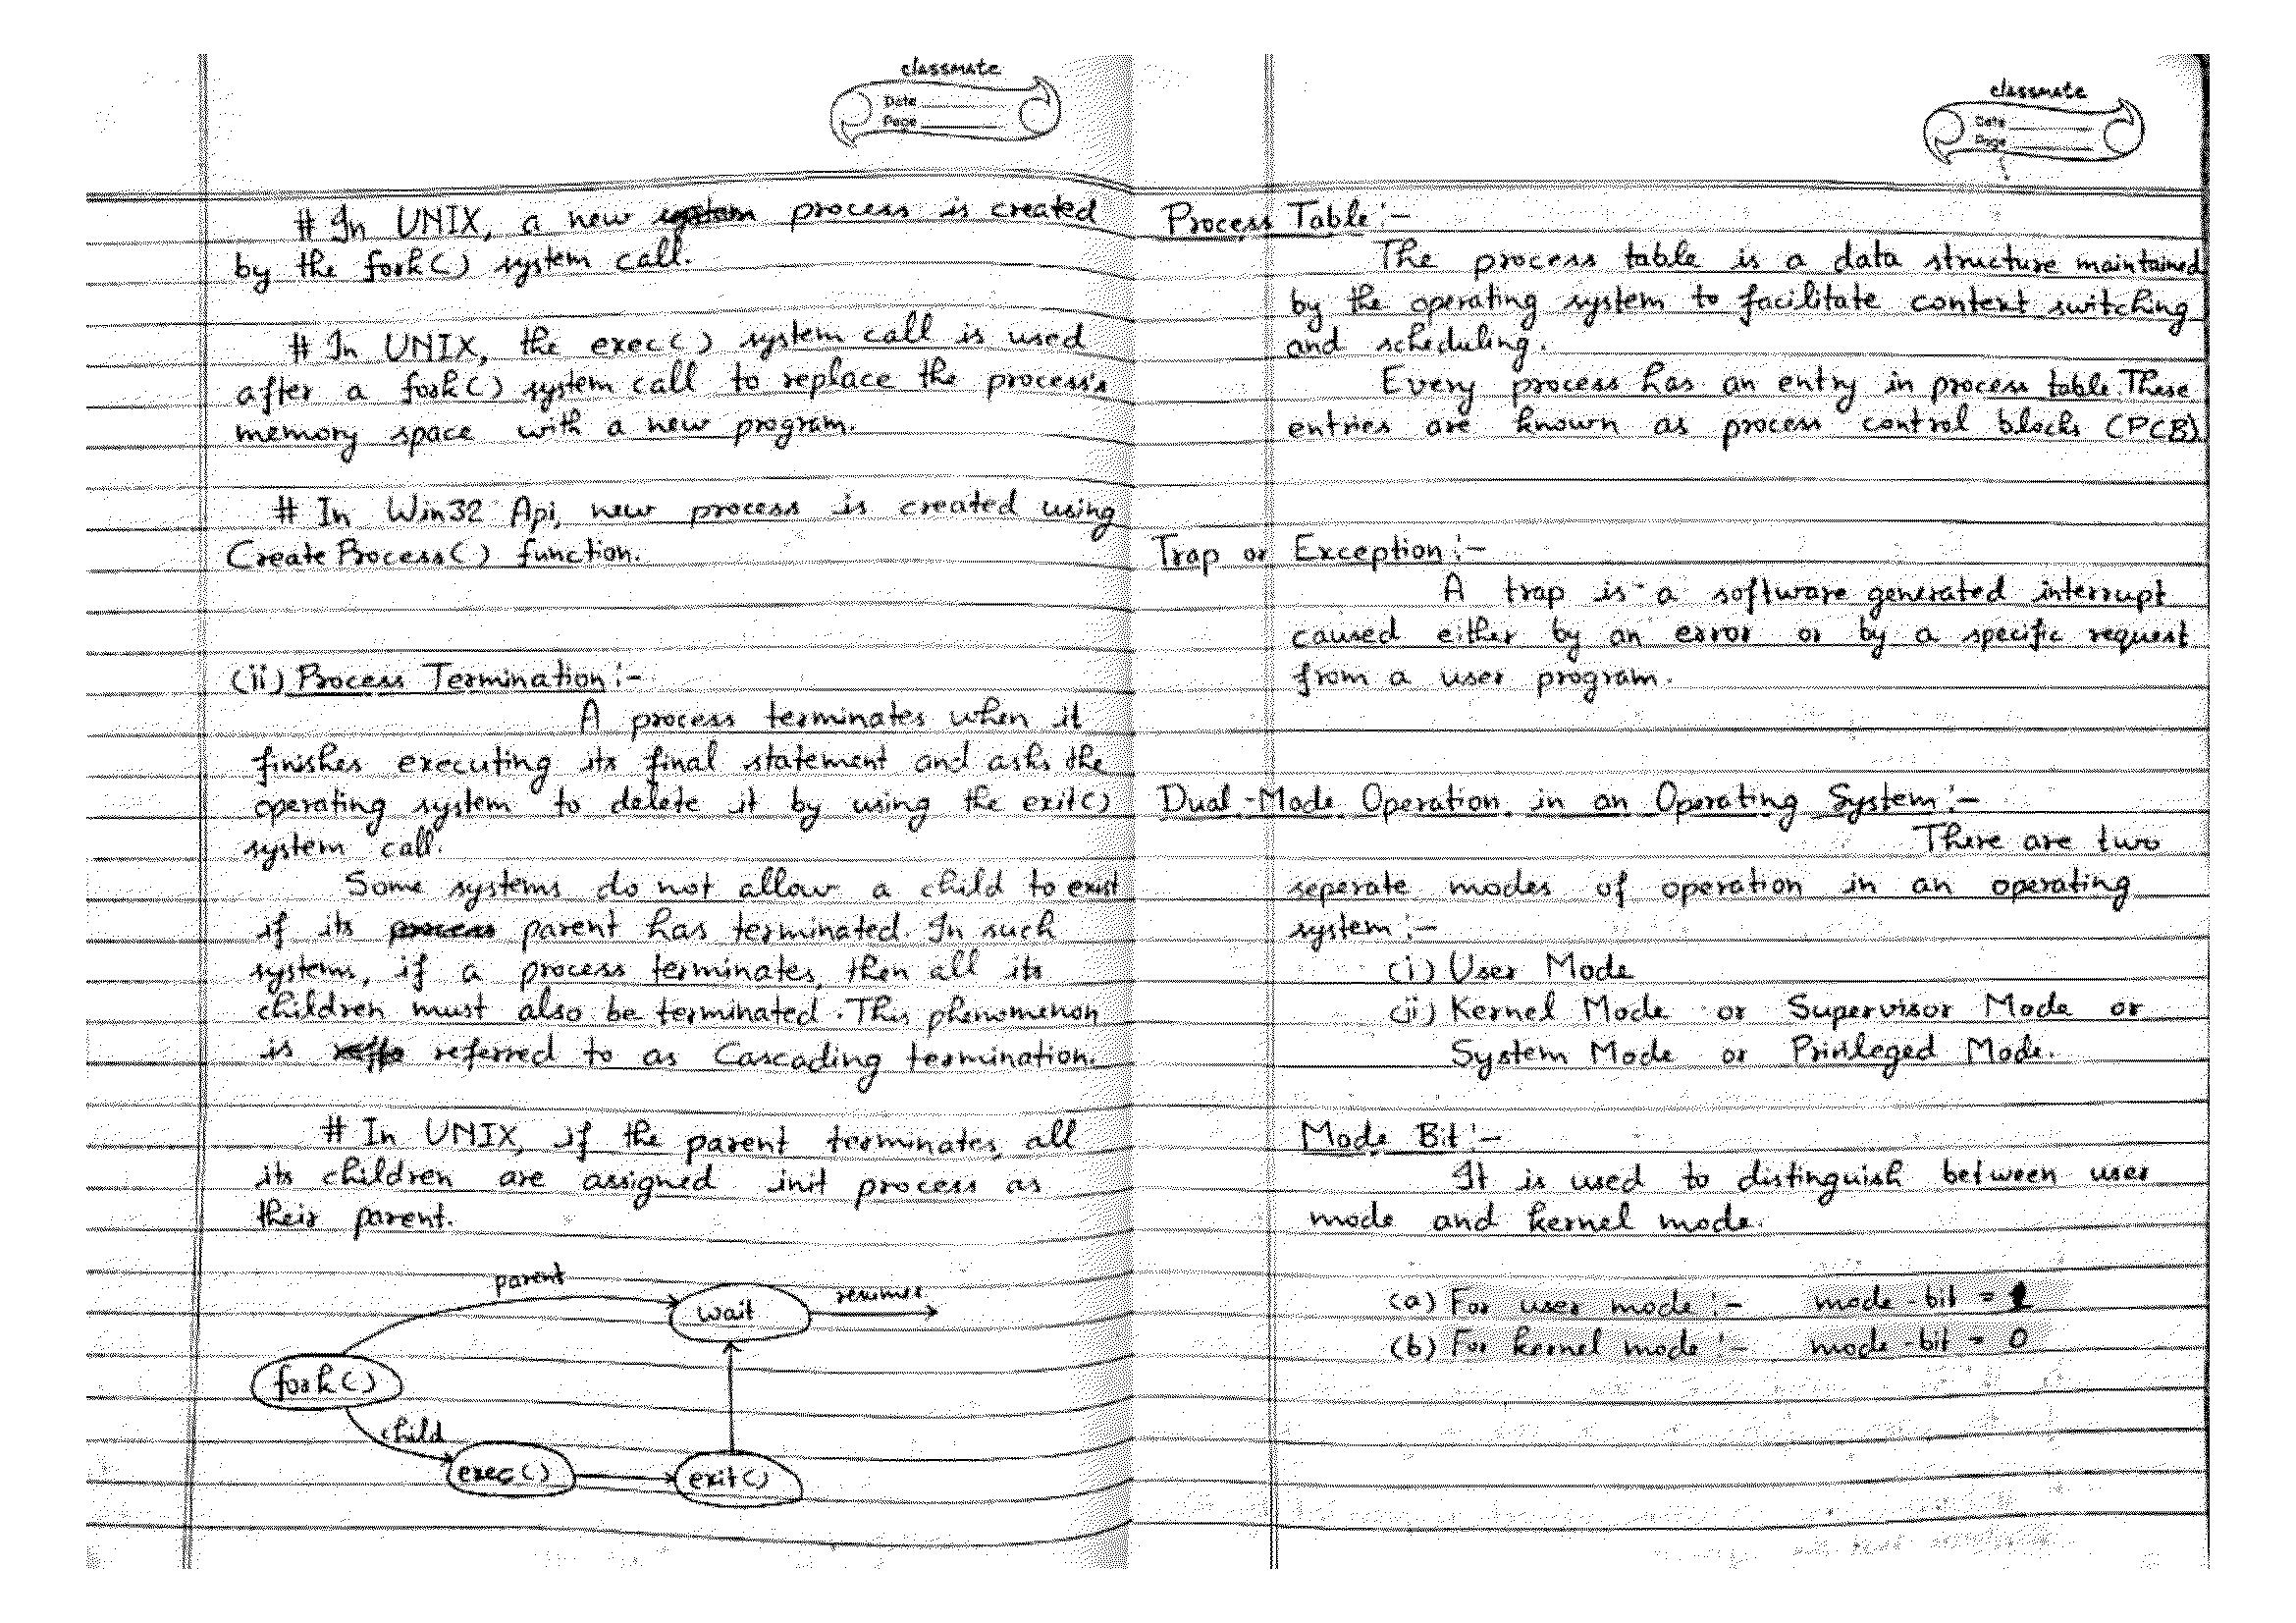 classmate
Date
Page
# In UNIX, a new system process is created
by the fork() system call.
# In UNIX, the exec() system call is used
after a fork() system call to replace the process's
memory space with a new program.
# In Win32 Api, new process is created using
CreateProcess() function.
(ii) Process Termination :-
A process terminates when it
finishes executing its final statement and asks the
operating system to delete it by using the exit()
system call.
Some systems do not allow a child to exist
if its process parent has terminated. In such
systems, if a process terminates, then all its
children must also be terminated. This phenomenon
is referred to as Cascading termination.
# In UNIX, if the parent terminates, all
its children are assigned init process as
their parent.
parent
wait
resumes
fork()
child
exec()
exit()
classmate
Date
Page
Process Table :-
The process table is a data structure maintained
by the operating system to facilitate context switching
and scheduling.
Every process has an entry in process table. These
entries are known as process control blocks (PCB)
Trap or Exception :-
A trap is a software generated interrupt
caused either by an error or by a specific request
from a user program.
Dual-Mode Operation in an Operating System :-
There are two
seperate modes of operation in an operating
system :-
(i) User Mode
(ii) Kernel Mode or Supervisor Mode or
System Mode or Privileged Mode.
Mode Bit :-
It is used to distinguish between user
mode and kernel mode.
(a) For user mode :- mode-bit = 1
(b) For kernel mode :- mode-bit = 0